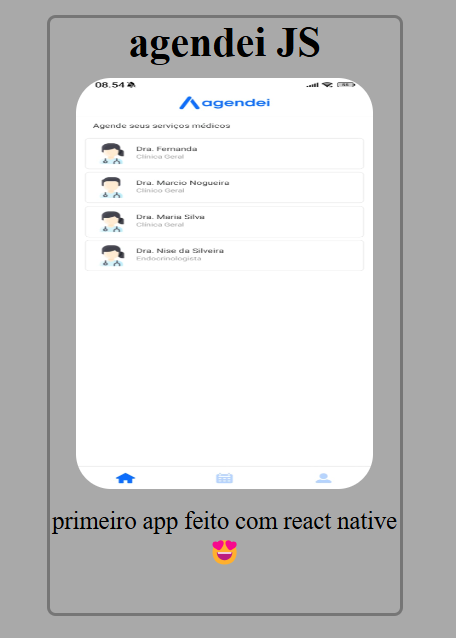 agendei JS
08.54
agendei
Agende seus serviços médicos
Dra. Fernanda
Clínica Geral
Dra. Marcio Nogueira
Clínico Geral
Dra. Maria Silva
Clínica Geral
Dra. Nise da Silveira
Endocrinologista
primeiro app feito com react native
😍